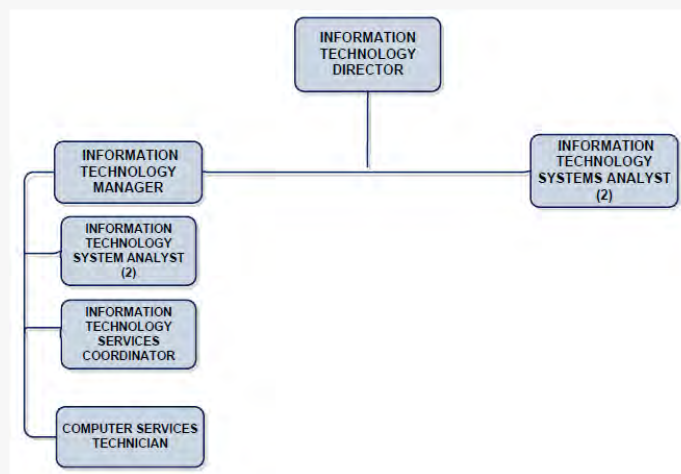 INFORMATION
TECHNOLOGY
DIRECTOR
INFORMATION
TECHNOLOGY
MANAGER
INFORMATION
TECHNOLOGY
SYSTEMS ANALYST
(2)
INFORMATION
TECHNOLOGY
SYSTEM ANALYST
(2)
INFORMATION
TECHNOLOGY
SERVICES
COORDINATOR
COMPUTER SERVICES
TECHNICIAN